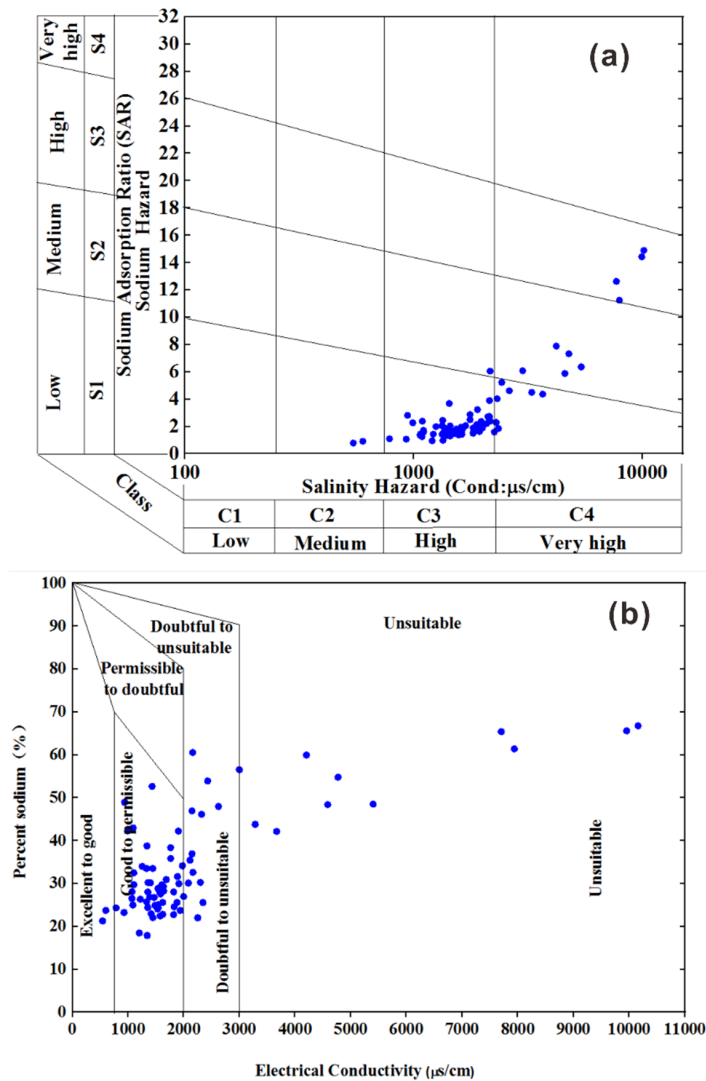 (a)
32
30
28
26
24
22
20
18
16
14
12
10
8
6
4
2
0
Very
high
S4
High
S3
Medium
S2
Low
S1
Sodium Adsorption Ratio (SAR)
Sodium Hazard
100
1000
10000
Salinity Hazard (Cond:μs/cm)
Class
C1
C2
C3
C4
Low
Medium
High
Very high
(b)
100
90
80
70
60
50
40
30
20
10
0
Percent sodium (%)
Unsuitable
Doubtful to
unsuitable
Permissible
to doubtful
Excellent to good
Good to permissible
Doubtful to unsuitable
Unsuitable
0
1000
2000
3000
4000
5000
6000
7000
8000
9000
10000
11000
Electrical Conductivity (μs/cm)